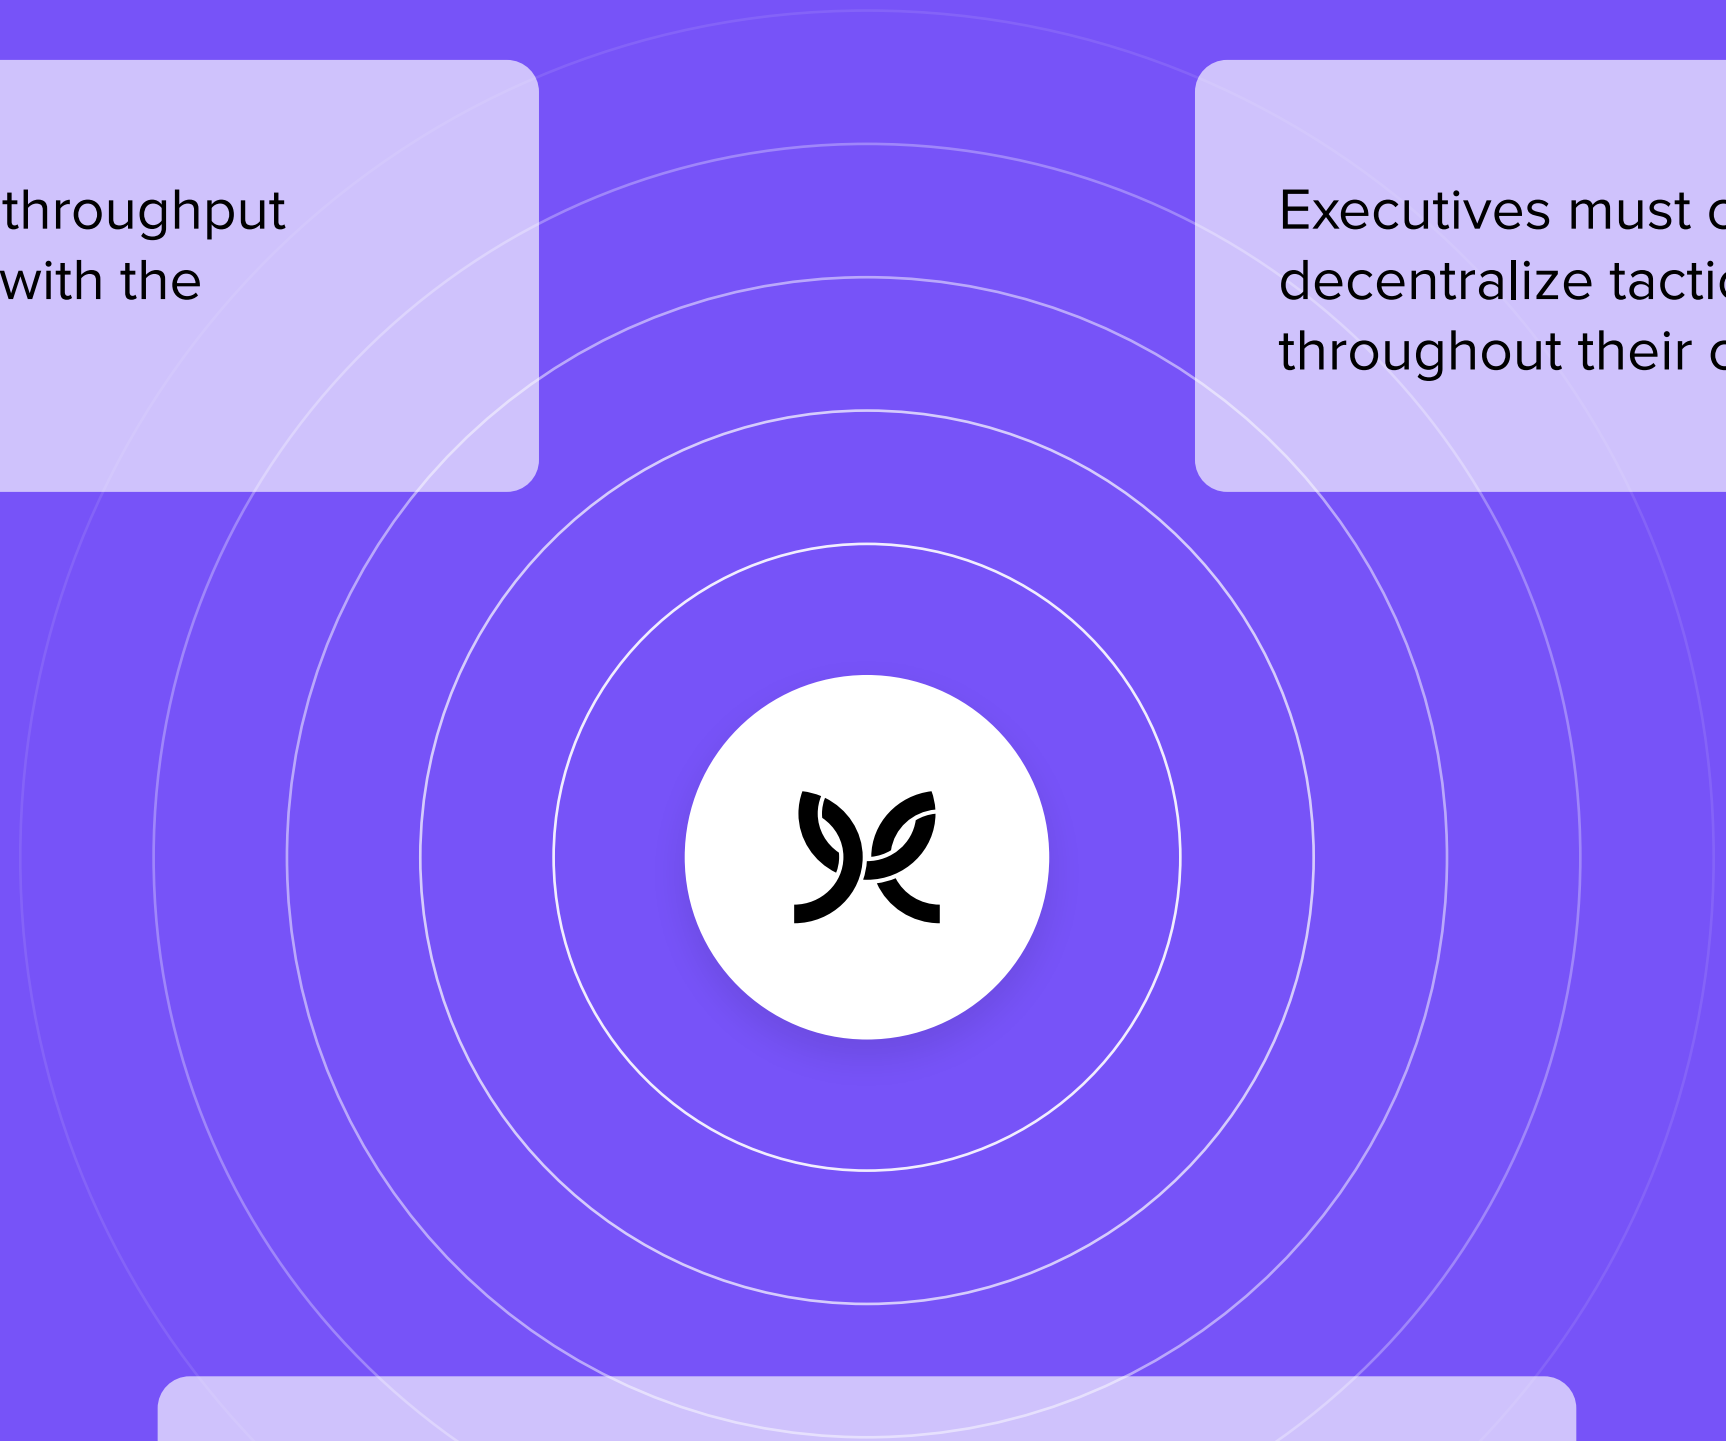 throughput
with the
Executives must
decentralize
throughout their